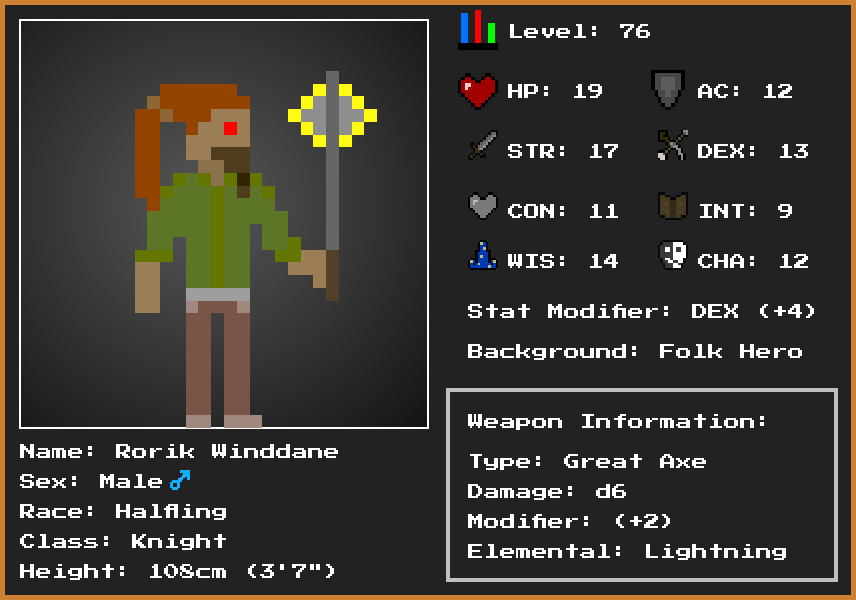 Level: 76
HP: 19
AC: 12
STR: 17
DEX: 13
CON: 11
INT: 9
WIS: 14
CHA: 12
Stat Modifier: DEX (+4)
Background: Folk Hero
Name: Rorik Winddane
Sex: Male♂
Race: Halfling
Class: Knight
Height: 108cm (3'7")
Weapon Information:
Type: Great Axe
Damage: d6
Modifier: (+2)
Elemental: Lightning